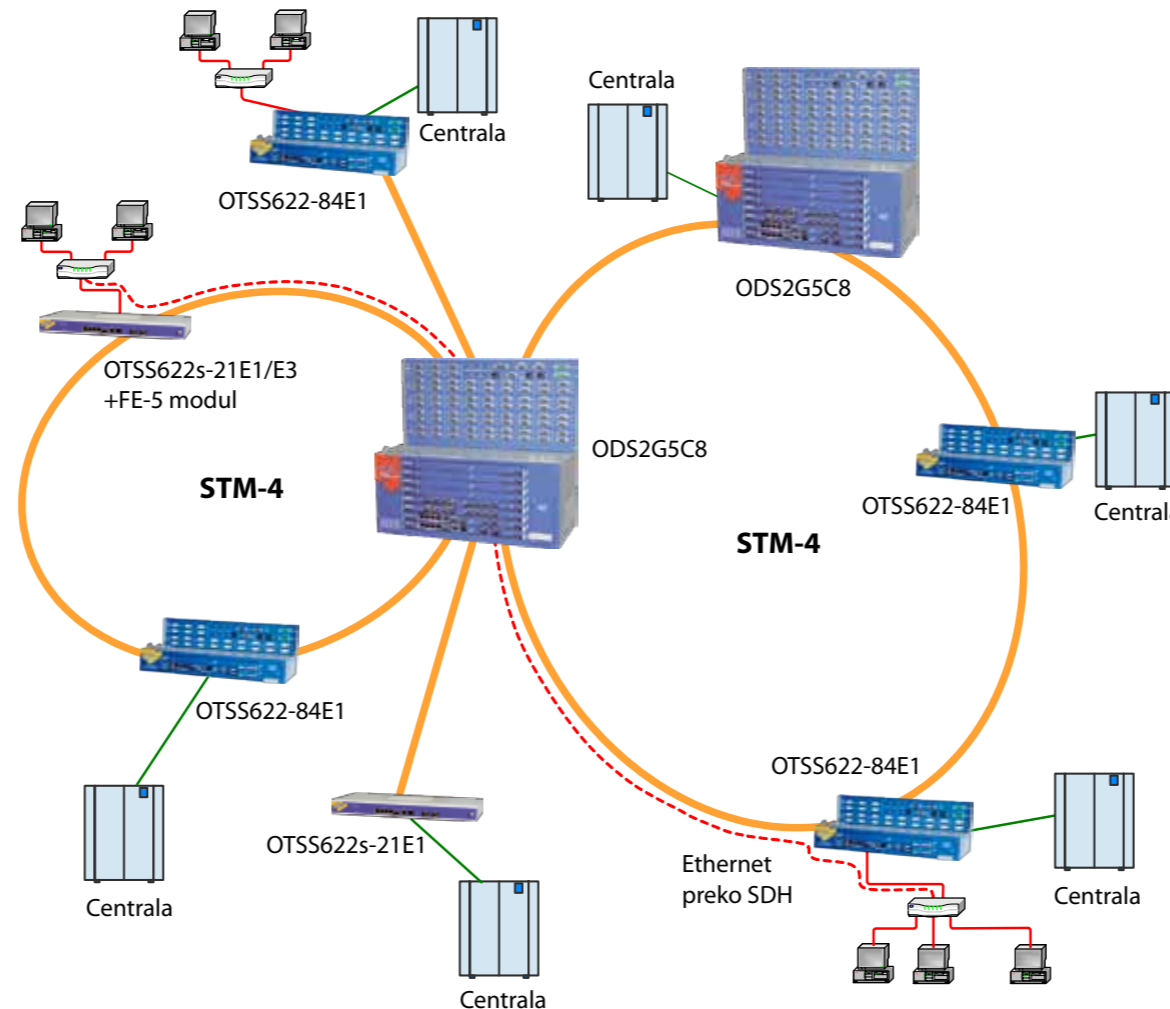 Centrala
OTSS622-84E1
Centrala
ODS2G5C8
OTSS622s-21E1/E3
+FE-5 modul
ODS2G5C8
STM-4
OTSS622-84E1
Centrala
STM-4
OTSS622-84E1
OTSS622-84E1
OTSS622s-21E1
Ethernet
preko SDH
Centrala
Centrala
Centrala